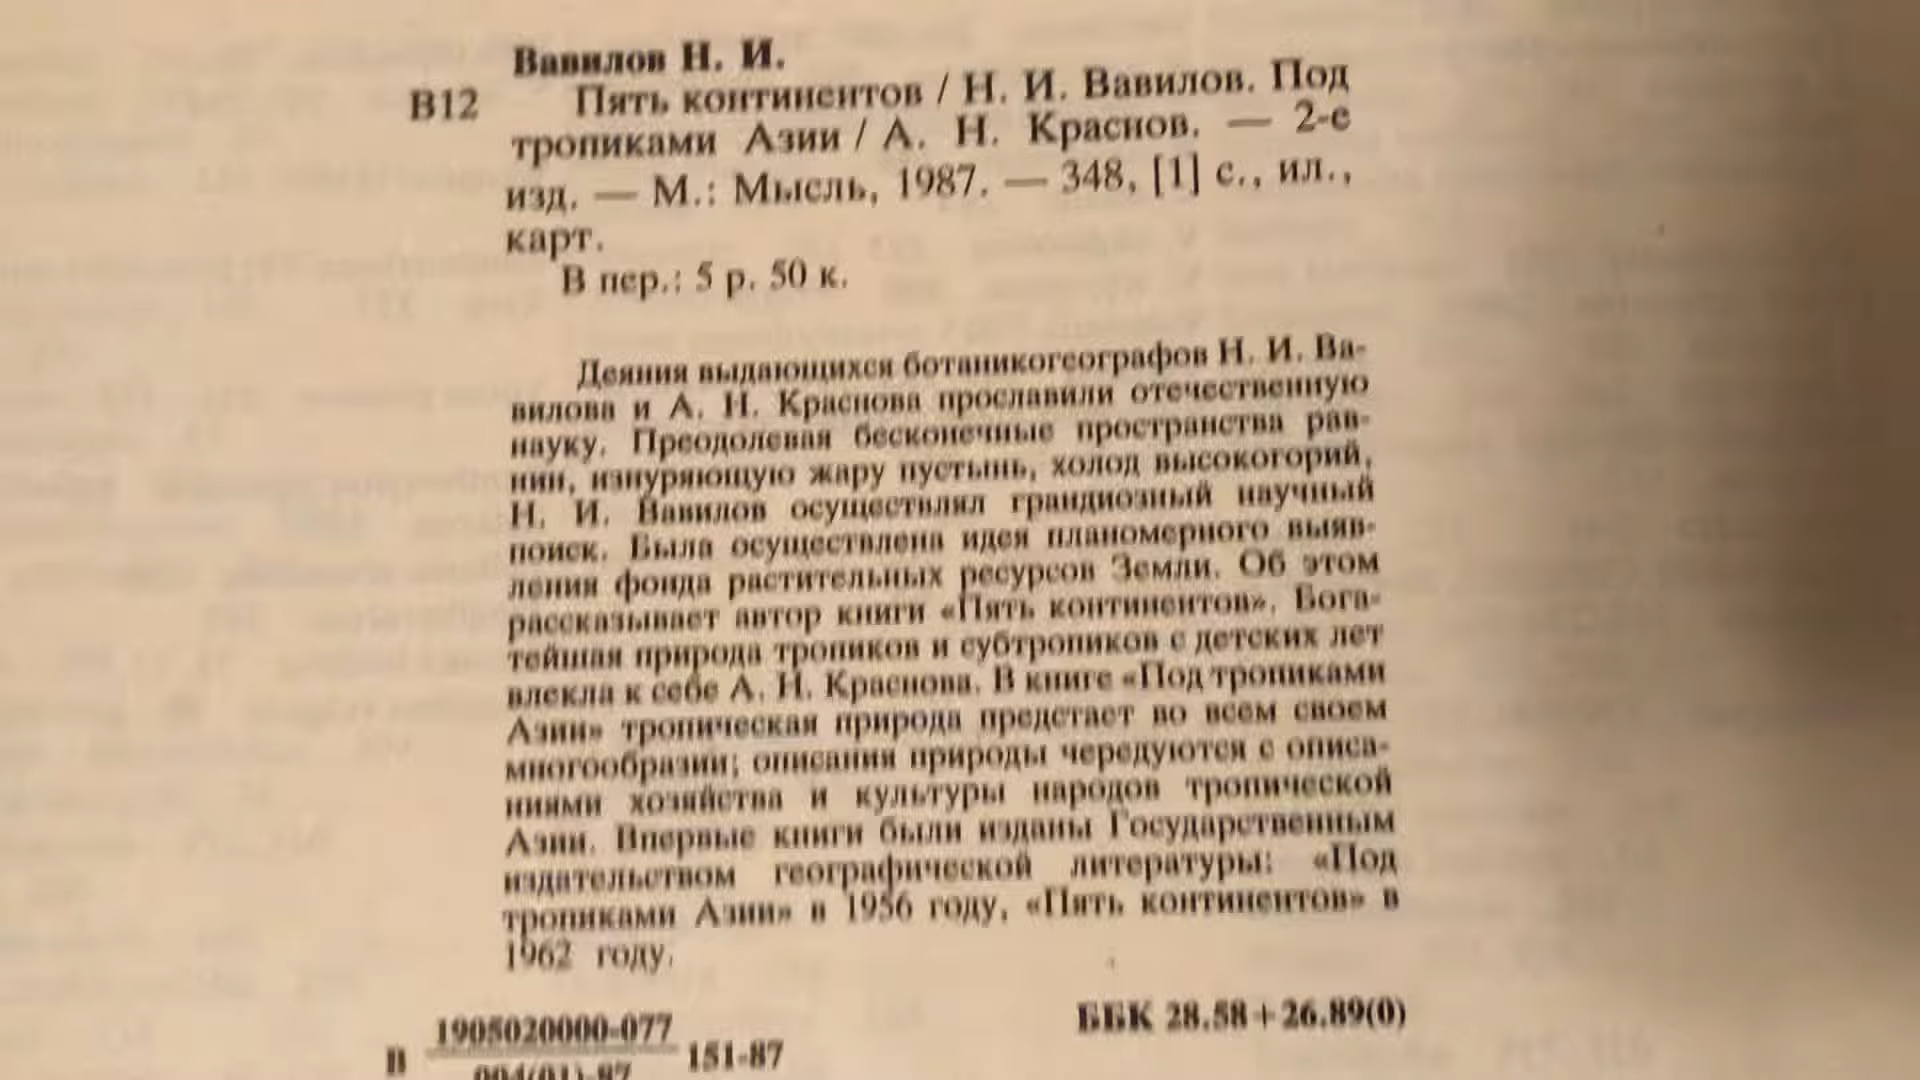 Вавилов Н. И.
В12 Пять континентов / Н. И. Вавилов. Под
тропиками Азии / А. Н. Краснов. — 2-е
изд. — М.: Мысль, 1987. — 348, [1] с., ил.,
карт.
В пер.: 5 р. 50 к.
Деяния выдающихся ботаникогеографов Н. И. Ва-
вилова и А. Н. Краснова прославили отечественную
науку. Преодолевая бесконечные пространства рав-
нин, изнуряющую жару пустынь, холод высокогорий,
Н. И. Вавилов осуществлял грандиозный научный
поиск. Была осуществлена идея планомерного выяв-
ления фонда растительных ресурсов Земли. Об этом
рассказывает автор книги «Пять континентов». Бога-
тейшая природа тропиков и субтропиков с детских лет
влекла к себе А. Н. Краснова. В книге «Под тропиками
Азии» тропическая природа предстает во всем своем
многообразии; описания природы чередуются с описа-
ниями хозяйства и культуры народов тропической
Азии. Впервые книги были изданы Государственным
издательством географической литературы: «Под
тропиками Азии» в 1956 году, «Пять континентов» в
1962 году.
ББК 28.58+26.89(0)
1905020000-077
В 151-87
004(01)-87